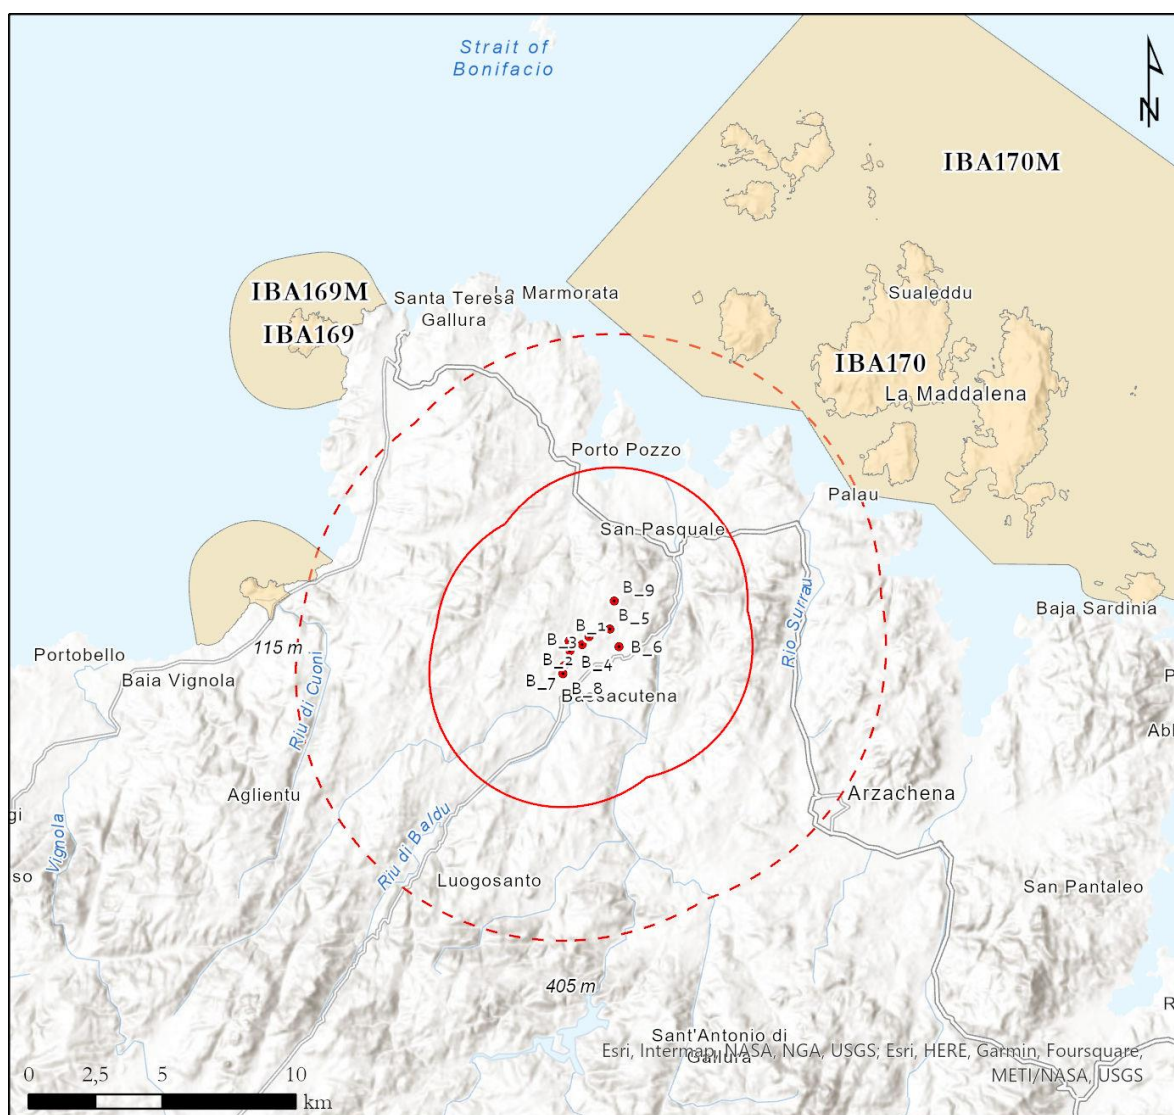 Strait of
Bonifacio
N
IBA170M
IBA169M
Santa Teresa
Gallura
La Marmorata
Sualeddu
IBA169
IBA170
La Maddalena
Porto Pozzo
Palau
San Pasquale
B_9
B_5
B_1
B_3
B_6
B_4
B_2
B_7
B_8
Bassacutena
Rio Surrau
Baja Sardinia
Portobello
115 m
Baia Vignola
Riu di Cuoni
P
Ab
Aglientu
Arzachena
gi
Vignola
Riu di Baldu
so
Luogosanto
San Pantaleo
405 m
R
Sant'Antonio di
Gallura
Esri, Intermap, NASA, NGA, USGS; Esri, HERE, Garmin, Foursquare,
METI/NASA, USGS
0 2,5 5 10
km